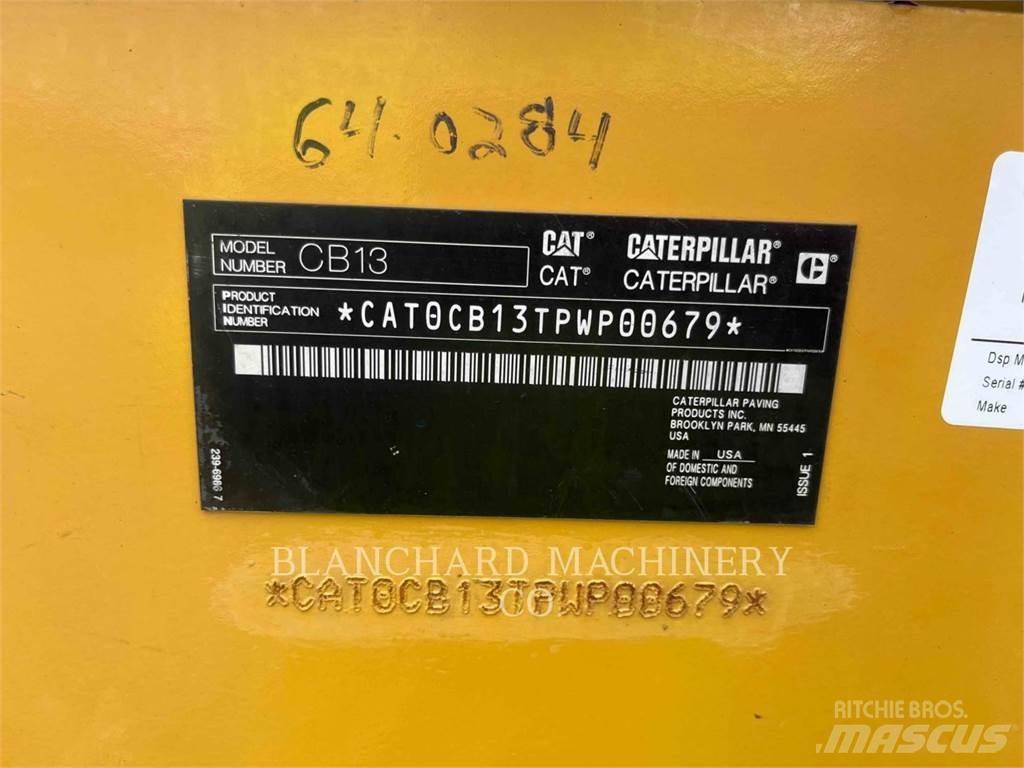 64.0284
MODEL NUMBER CB13
CAT® CATERPILLAR®
CAT® CATERPILLAR®
PRODUCT IDENTIFICATION NUMBER *CAT0CB13TPWP00679*
CATERPILLAR PAVING
PRODUCTS INC.
BROOKLYN PARK, MN 55445
USA
MADE IN USA
OF DOMESTIC AND
FOREIGN COMPONENTS
ISSUE 1
BLANCHARD MACHINERY
CO.
*CAT0CB13TPWP00679*
Dsp M
Serial #
Make
RITCHIE BROS.
MASCUS